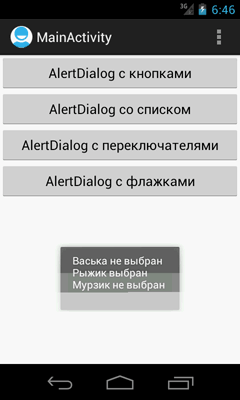 3G 6:46
MainActivity
AlertDialog с кнопками
AlertDialog со списком
AlertDialog с переключателями
AlertDialog с флажками
Васька не выбран
Рыжик выбран
Мурзик не выбран